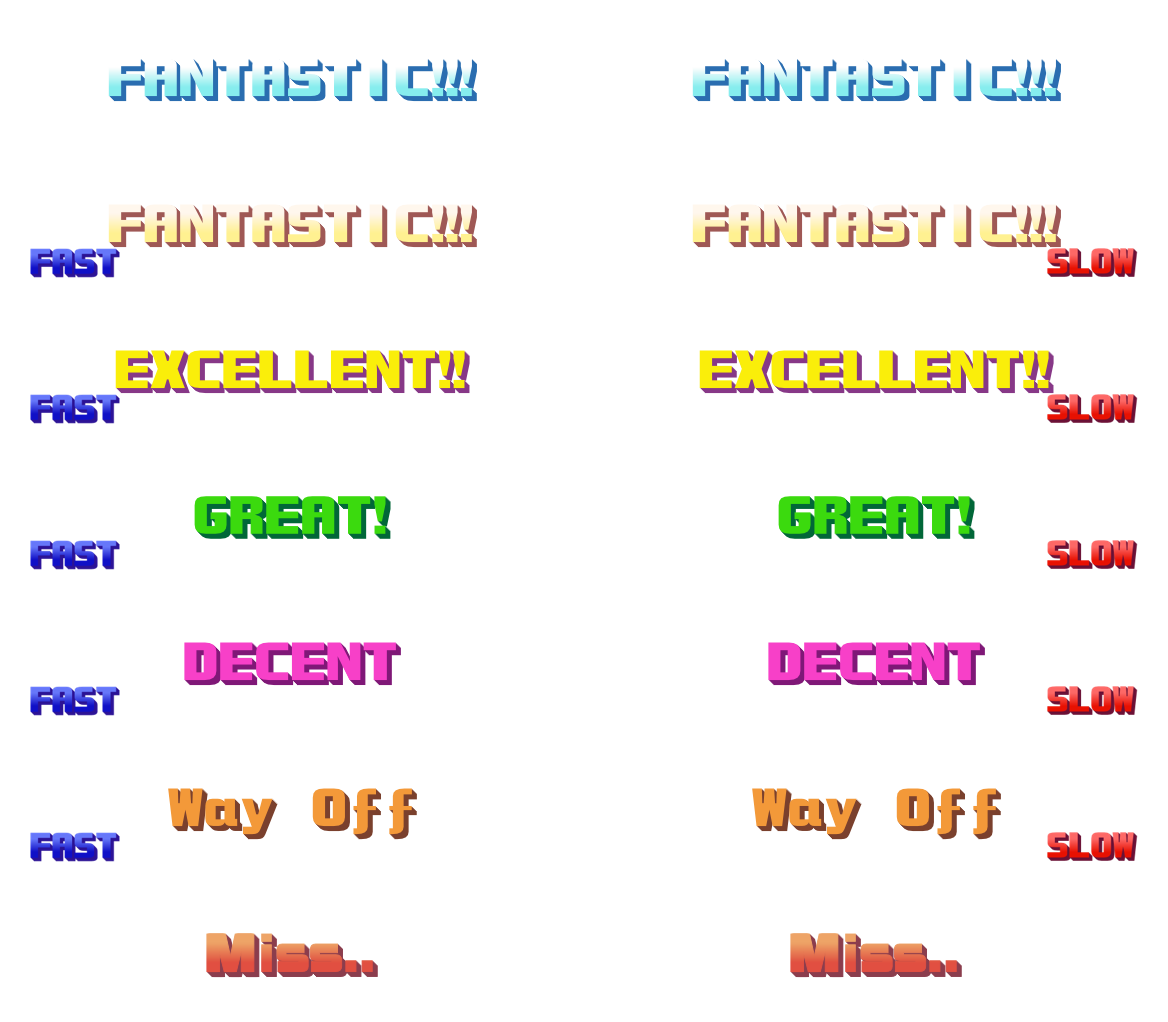 FANTASTIC!!! FANTASTIC!!!
FANTASTIC!!! FANTASTIC!!!
FAST SLOW
EXCELLENT!! EXCELLENT!!
FAST SLOW
GREAT! GREAT!
FAST SLOW
DECENT DECENT
FAST SLOW
Way Off Way Off
FAST SLOW
Miss.. Miss..